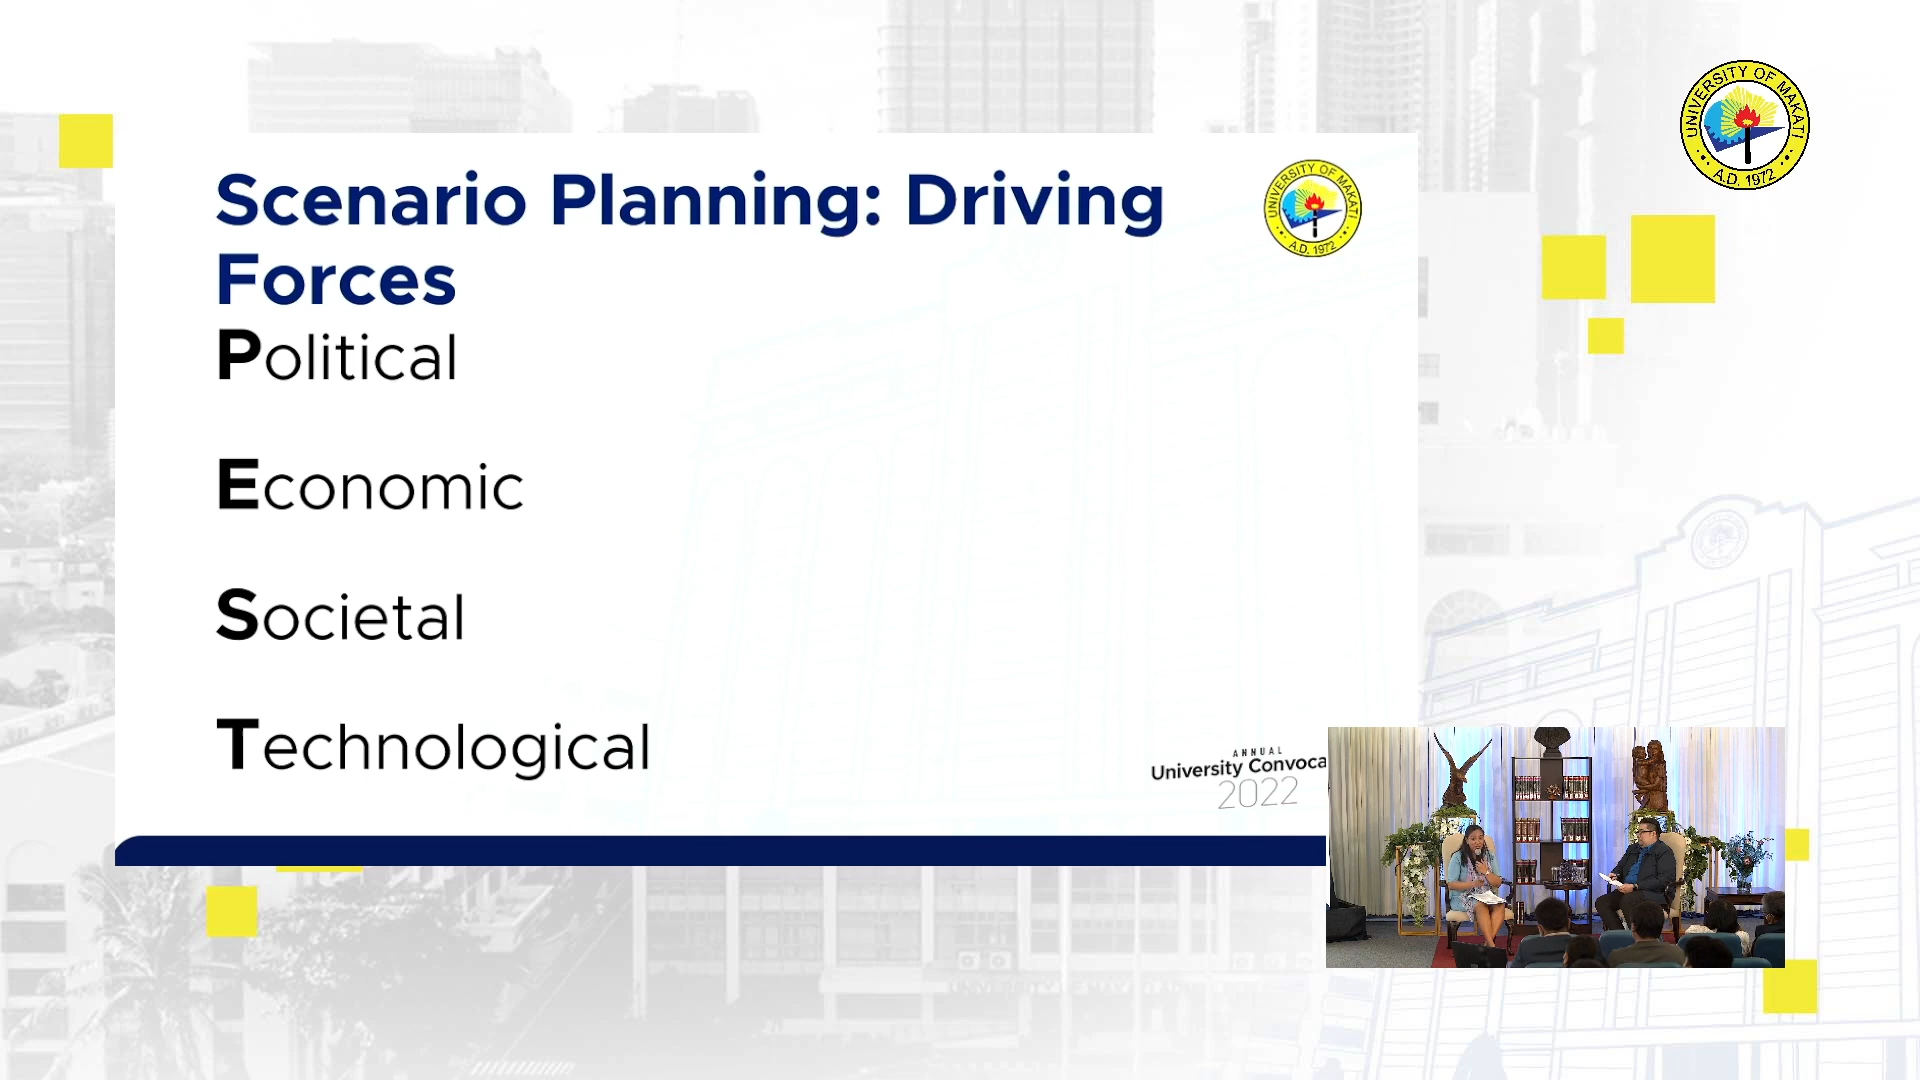 UNIVERSITY OF MAKATI
A.D. 1972
Scenario Planning: Driving
Forces
UNIVERSITY OF MAKATI
A.D. 1972
Political
Economic
Societal
Technological
ANNUAL
University Convoca
2022